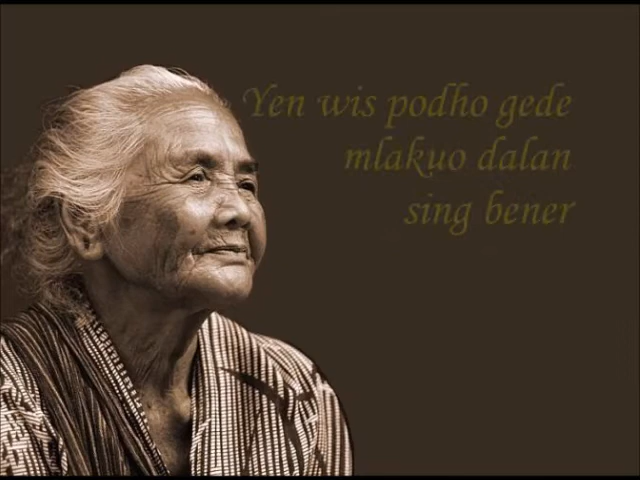 Yen wis podho gede
mlakuo dalan
sing bener